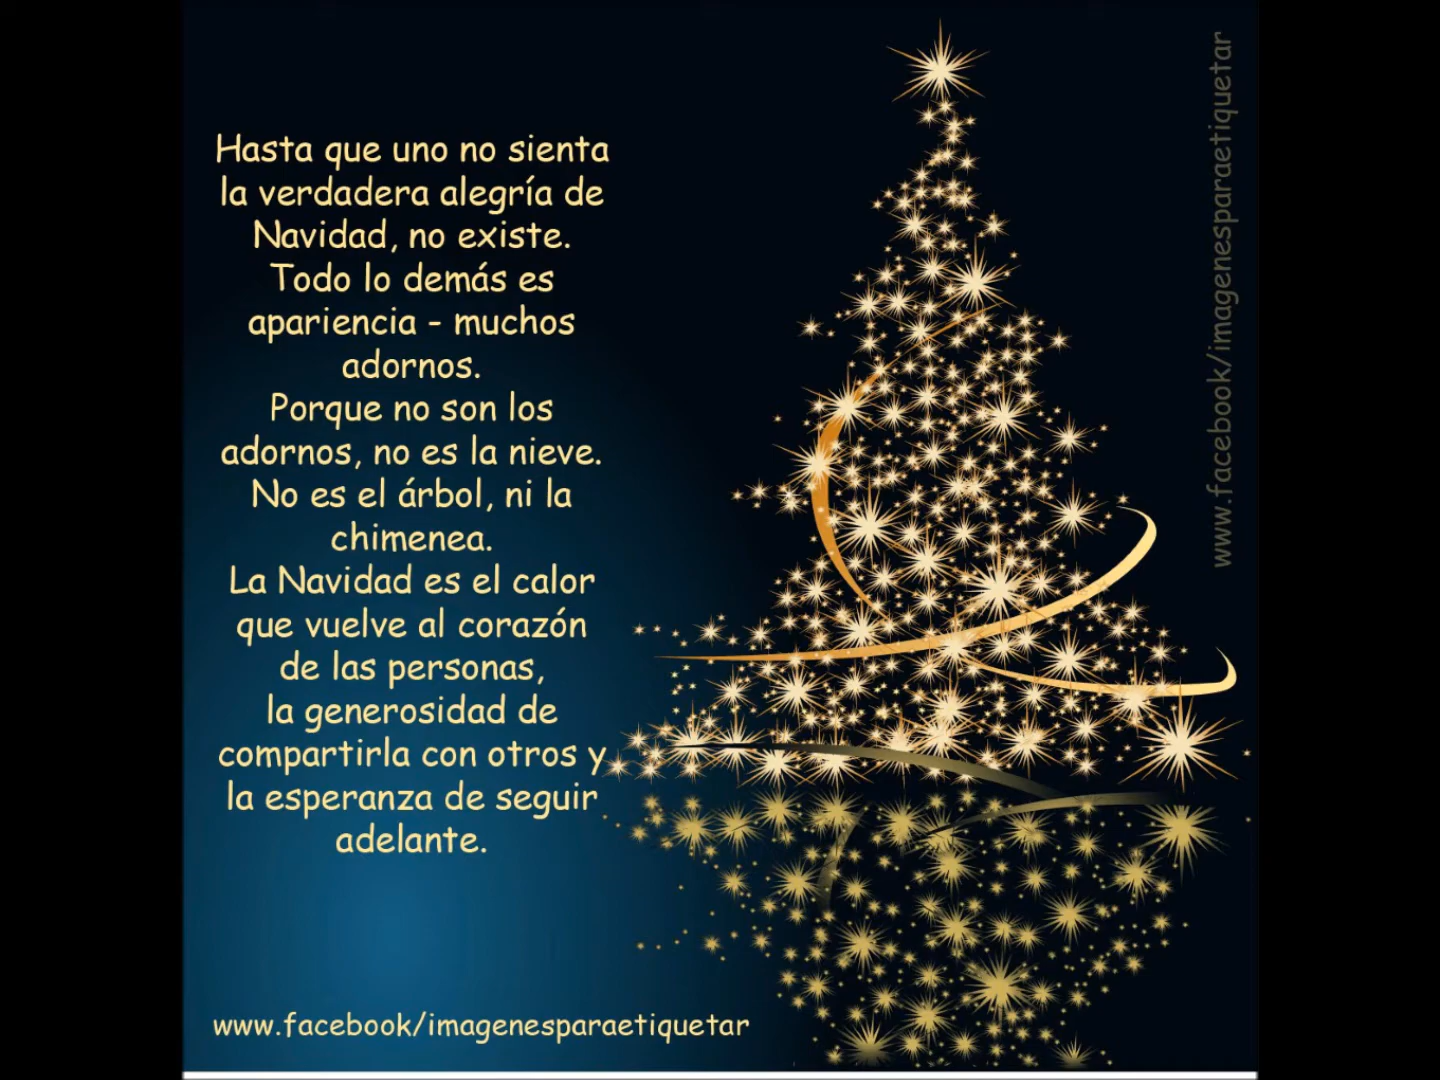 Hasta que uno no sienta
la verdadera alegría de
Navidad, no existe.
Todo lo demás es
apariencia - muchos
adornos.
Porque no son los
adornos, no es la nieve.
No es el árbol, ni la
chimenea.
La Navidad es el calor
que vuelve al corazón
de las personas,
la generosidad de
compartirla con otros y
la esperanza de seguir
adelante.
www.facebook/imagenesparaetiquetar
www.facebook/imagenesparaetiquetar